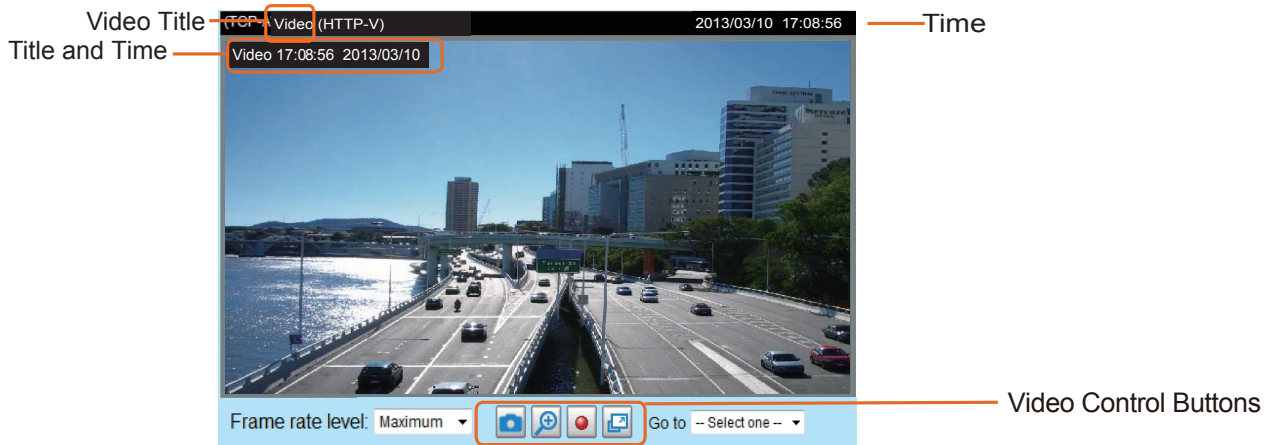 Video Title
(TCP-A Video (HTTP-V)
2013/03/10 17:08:56
Time
Title and Time
Video 17:08:56 2013/03/10
mercure
Frame rate level: Maximum
Go to -- Select one --
Video Control Buttons